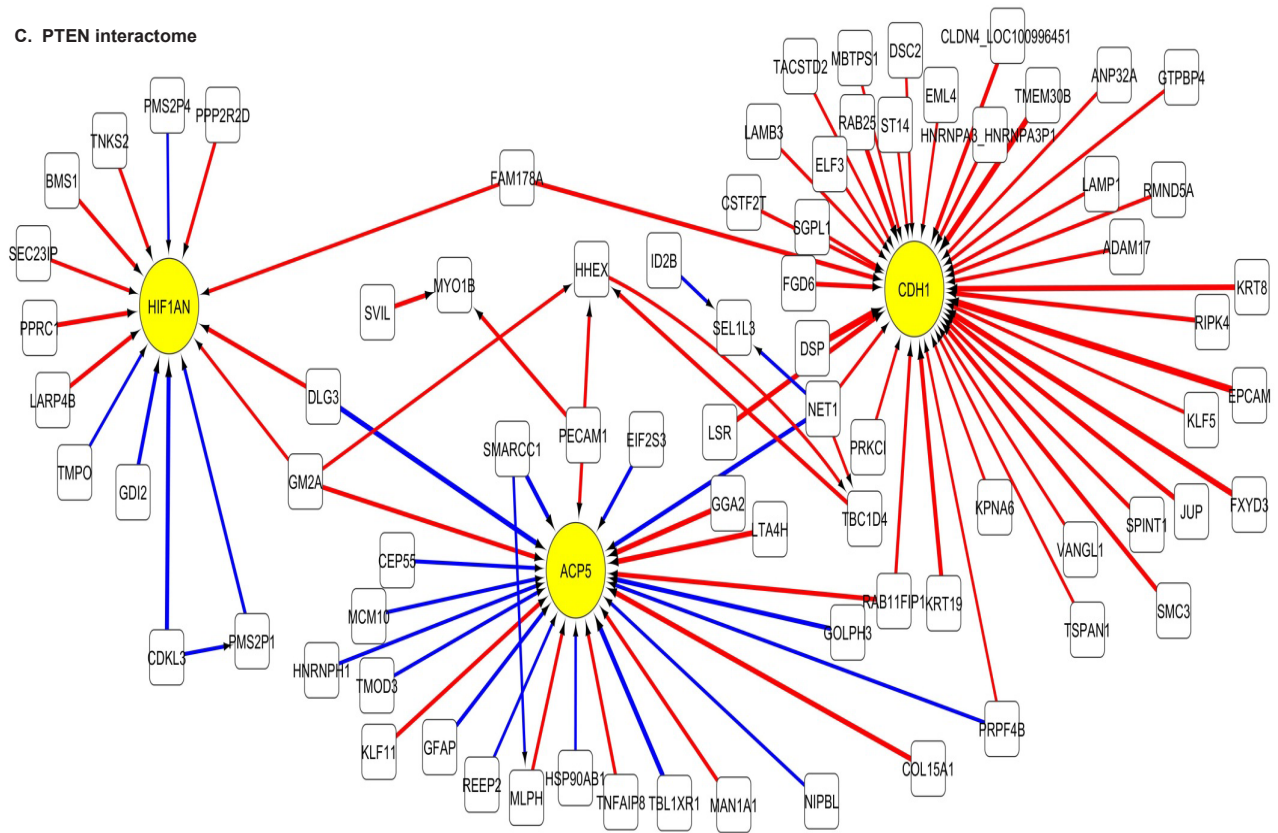 C. PTEN interactome
CLDN4_LOC100996451
DSC2
MBTPS1
TACSTD2
ANP32A
GTPBP4
PMS2P4
PPP2R2D
EML4
TMEM30B
TNKS2
LAMB3
RAB25
ST14
HNRNPA3_HNRNPA3P1
BMS1
FAM178A
ELF3
LAMP1
RMND5A
CSTF2T
SGPL1
SEC23IP
ID2B
ADAM17
HHEX
MYO1B
FGD6
CDH1
KRT8
HIF1AN
SVIL
SEL1L3
RIPK4
PPRC1
DSP
LARP4B
DLG3
NET1
EPCAM
LSR
PECAM1
PRKCI
KLF5
SMARCC1
EIF2S3
TMPO
GM2A
GDI2
GGA2
LTA4H
TBC1D4
KPNA6
SPINT1
JUP
FXYD3
VANGL1
CEP55
ACP5
MCM10
RAB11FIP1
KRT19
SMC3
GOLPH3
TSPAN1
CDKL3
PMS2P1
HNRNPH1
TMOD3
PRPF4B
KLF11
GFAP
COL15A1
REEP2
MLPH
HSP90AB1
TNFAIP8
TBL1XR1
MAN1A1
NIPBL